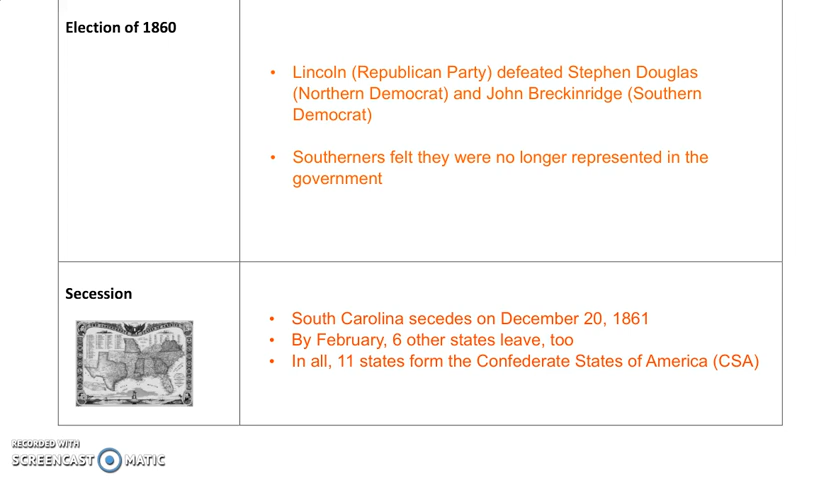 Election of 1860
• Lincoln (Republican Party) defeated Stephen Douglas
(Northern Democrat) and John Breckinridge (Southern
Democrat)
• Southerners felt they were no longer represented in the
government
Secession
• South Carolina secedes on December 20, 1861
• By February, 6 other states leave, too
• In all, 11 states form the Confederate States of America (CSA)
RECORDED WITH
SCREENCAST MATIC